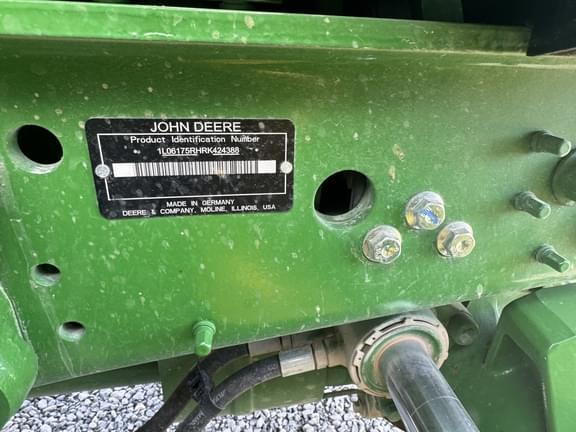 JOHN DEERE
Product Identification Number
1L06175RHRK424388
MADE IN GERMANY
DEERE & COMPANY, MOLINE, ILLINOIS, USA